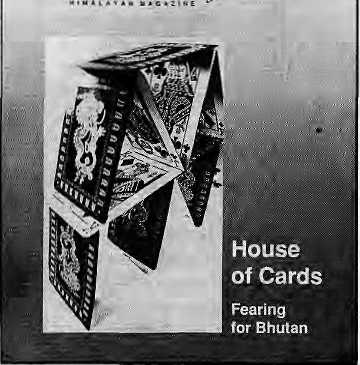 HIMALAYAN MAGAZINE
House
of Cards
Fearing
for Bhutan